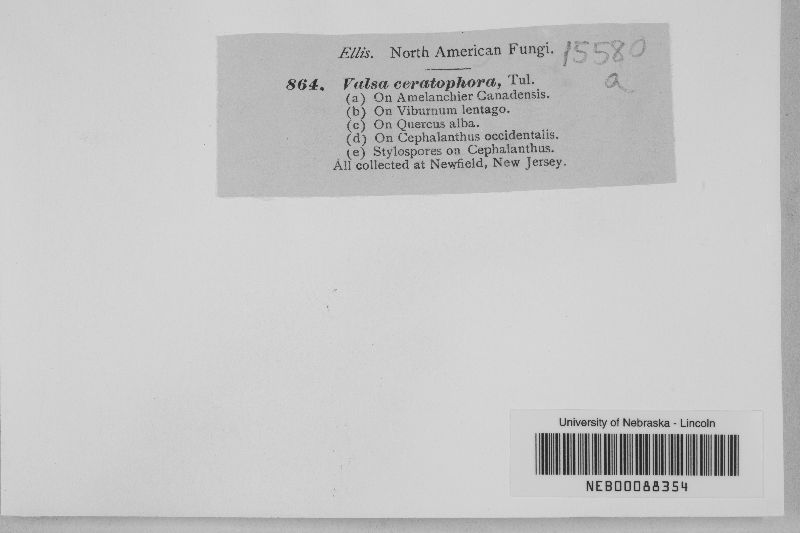 Ellis. North American Fungi. 15580
864. Valsa ceratophora, Tul. a
(a) On Amelanchier Canadensis.
(b) On Viburnum lentago.
(c) On Quercus alba.
(d) On Cephalanthus occidentalis.
(e) Stylospores on Cephalanthus.
All collected at Newfield, New Jersey.
University of Nebraska - Lincoln
NEB00088354